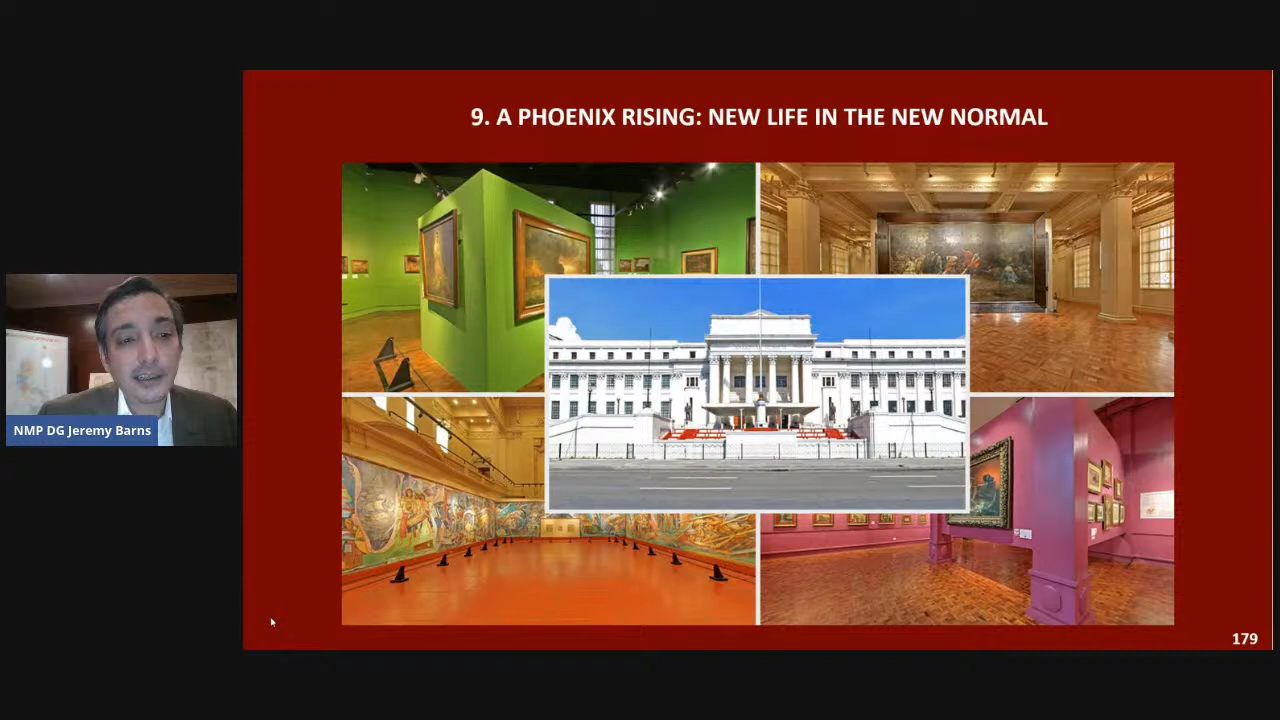 9. A PHOENIX RISING: NEW LIFE IN THE NEW NORMAL
NMP DG Jeremy Barns
179